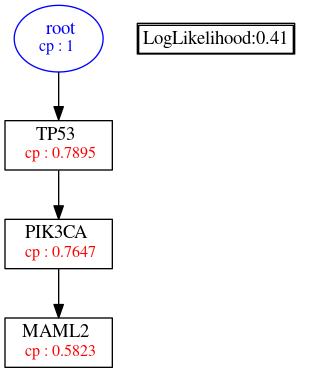 root
cp : 1
LogLikelihood:0.41
TP53
cp : 0.7895
PIK3CA
cp : 0.7647
MAML2
cp : 0.5823